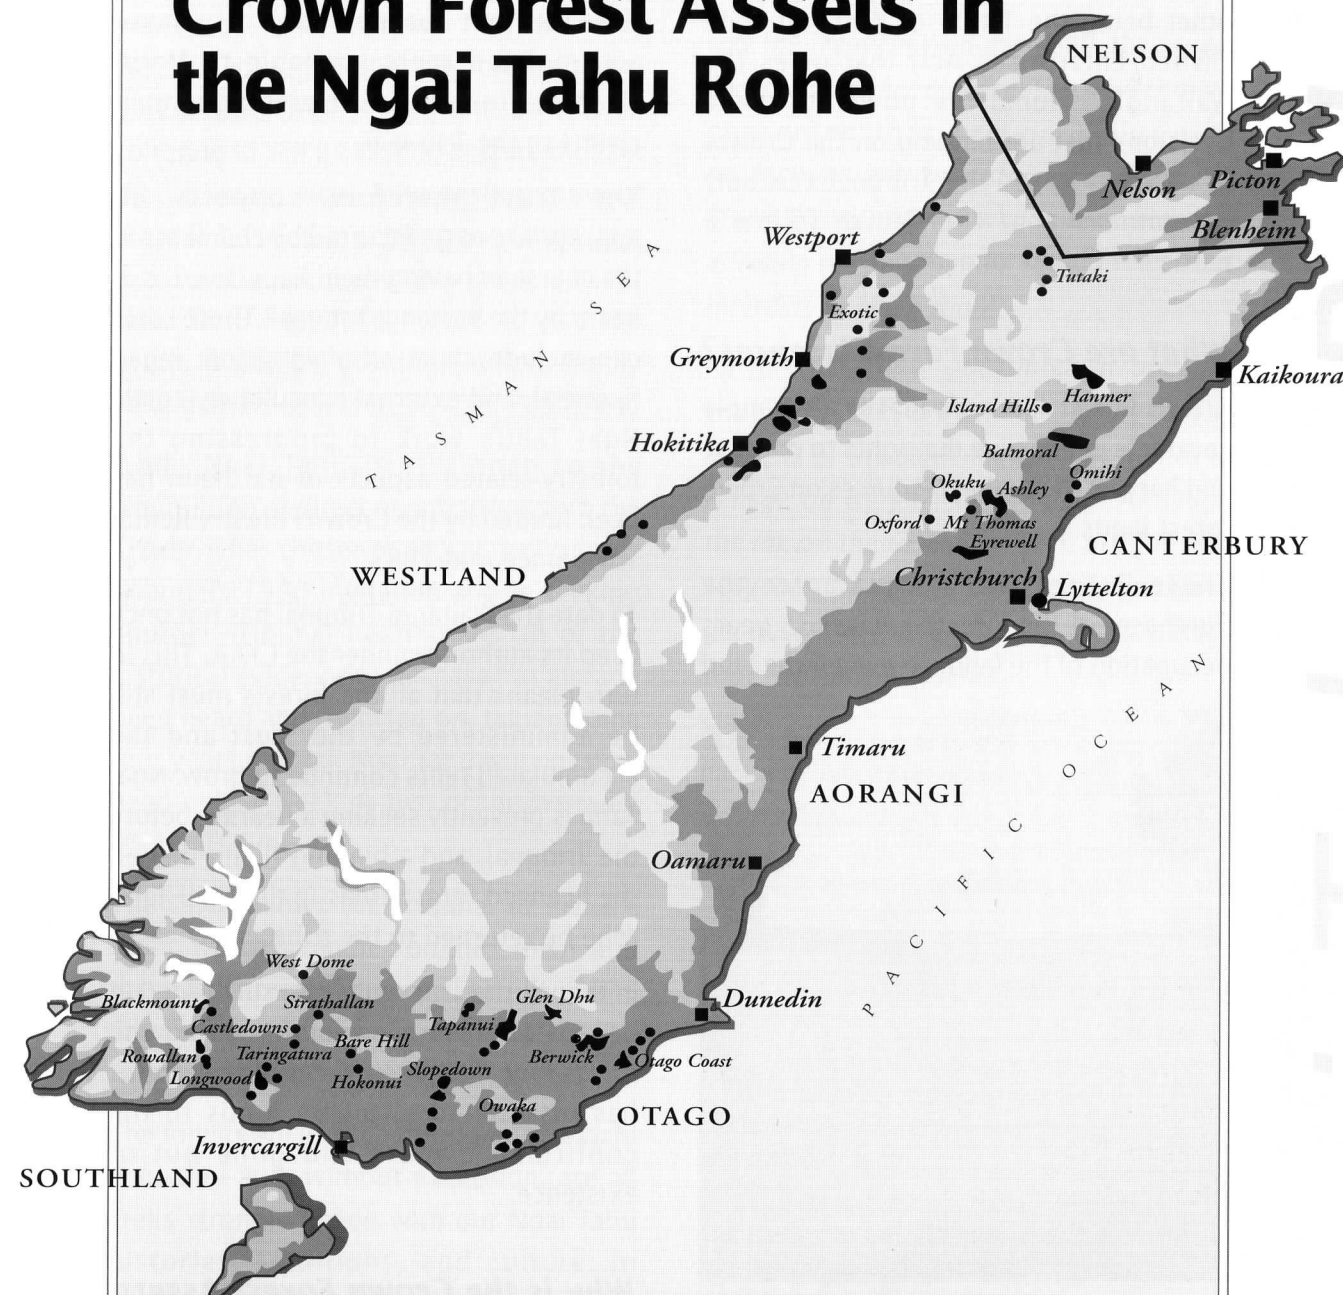 Crown Forest Assets in
the Ngai Tahu Rohe
NELSON
Nelson
Picton
Blenheim
Westport
Tutaki
Exotic
TASMAN SEA
Greymouth
Kaikoura
Hanmer
Island Hills
Hokitika
Balmoral
Omihi
Okuku
Ashley
Oxford
Mt Thomas
Eyrewell
CANTERBURY
WESTLAND
Christchurch
Lyttelton
PACIFIC OCEAN
Timaru
AORANGI
Oamaru
West Dome
Blackmount
Strathallan
Glen Dhu
Dunedin
Castledowns
Tapanui
Bare Hill
Rowallan
Taringatura
Berwick
Otago Coast
Longwood
Hokonui
Slopedown
Owaka
OTAGO
Invercargill
SOUTHLAND